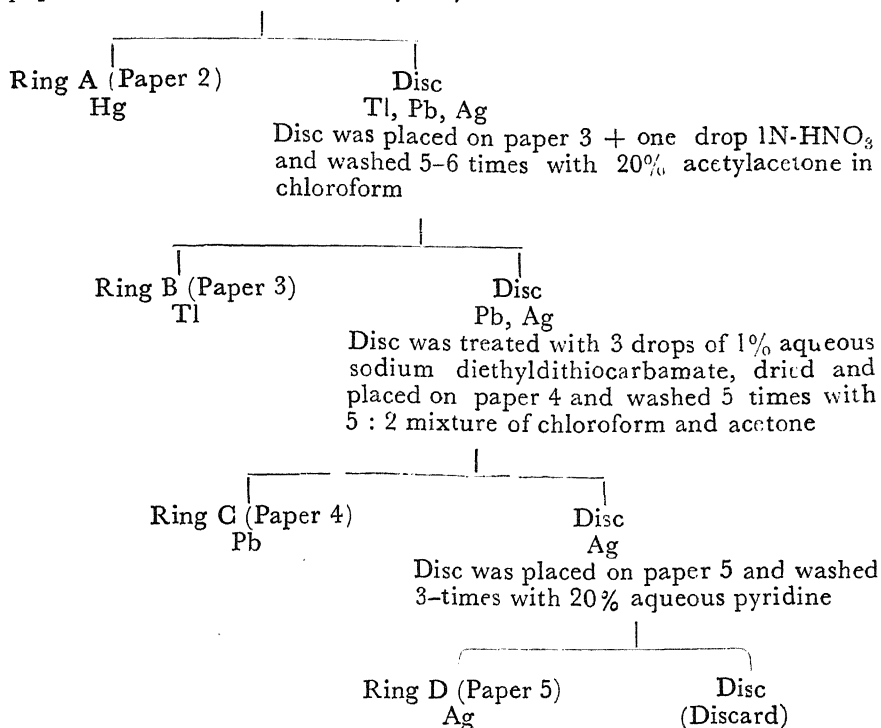 Ring A (Paper 2)
Hg
Disc
Tl, Pb, Ag
Disc was placed on paper 3 + one drop 1N-HNO₃
and washed 5–6 times with 20% acetylacetone in
chloroform
Ring B (Paper 3)
Tl
Disc
Pb, Ag
Disc was treated with 3 drops of 1% aqueous
sodium diethyldithiocarbamate, dried and
placed on paper 4 and washed 5 times with
5 : 2 mixture of chloroform and acetone
Ring C (Paper 4)
Pb
Disc
Ag
Disc was placed on paper 5 and washed
3–times with 20% aqueous pyridine
Ring D (Paper 5)
Ag
Disc
(Discard)